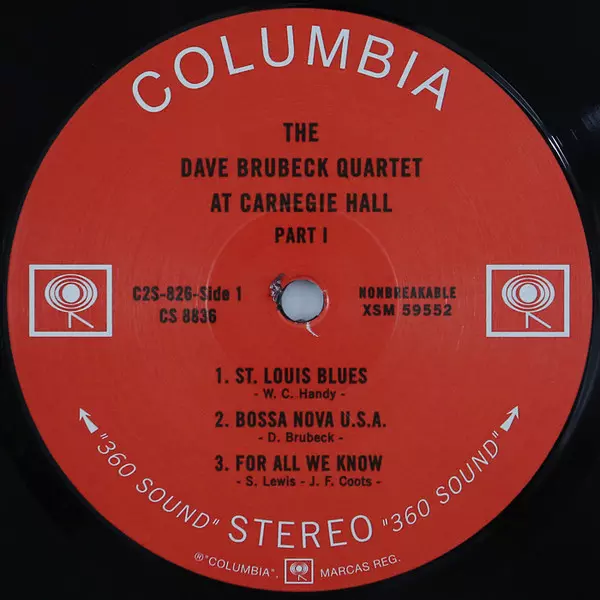 COLUMBIA
THE
DAVE BRUBECK QUARTET
AT CARNEGIE HALL
PART I
C2S-826-Side 1
CS 8836
NONBREAKABLE
XSM 59552
1. ST. LOUIS BLUES
- W. C. Handy -
2. BOSSA NOVA U.S.A.
- D. Brubeck -
3. FOR ALL WE KNOW
- S. Lewis - J. F. Coots -
"360 SOUND" STEREO "360 SOUND"
®"COLUMBIA", MARCAS REG.